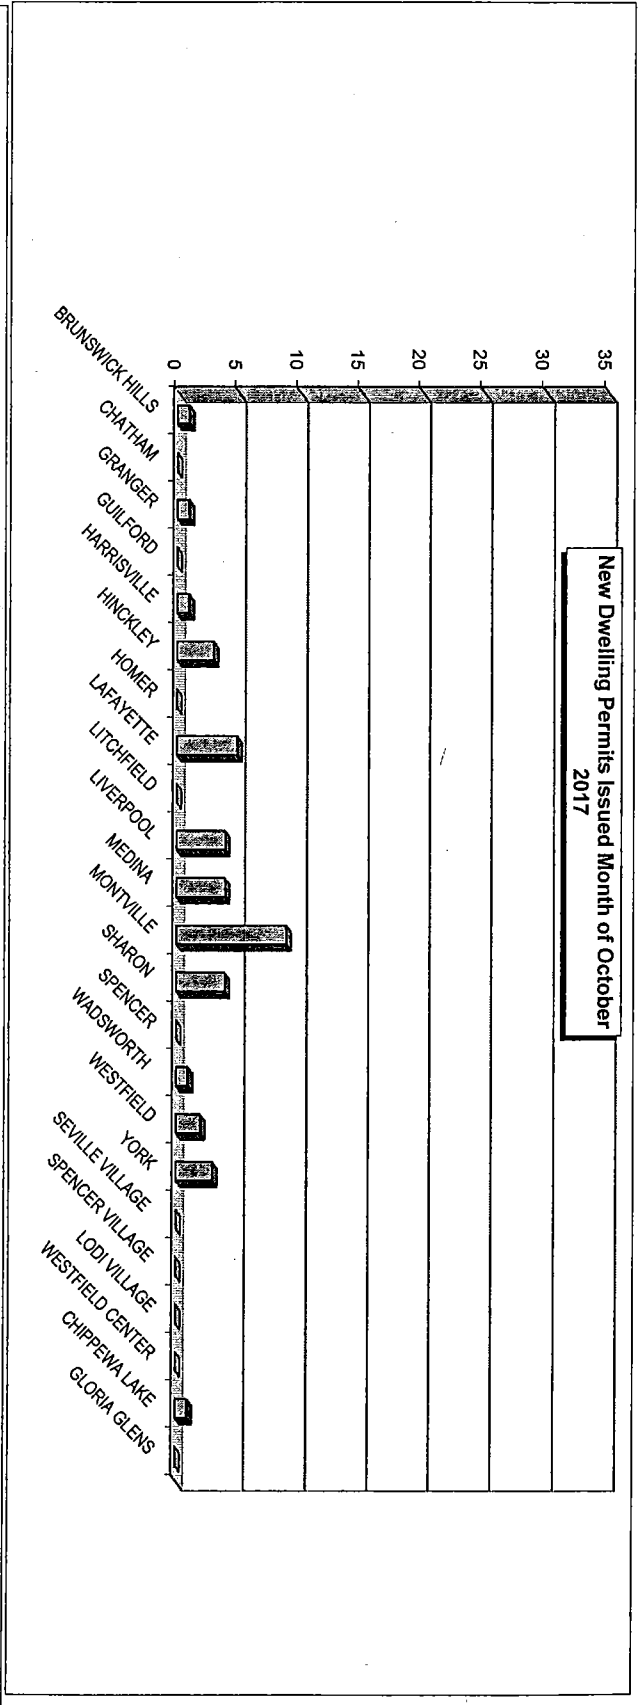 New Dwelling Permits Issued Month of October
2017
35
30
25
20
15
10
5
0
BRUNSWICK HILLS
CHATHAM
GRANGER
GUILFORD
HARRISVILLE
HINCKLEY
HOMER
LAFAYETTE
LITCHFIELD
LIVERPOOL
MEDINA
MONTVILLE
SHARON
SPENCER
WADSWORTH
WESTFIELD
YORK
SEVILLE VILLAGE
SPENCER VILLAGE
LODI VILLAGE
WESTFIELD CENTER
CHIPPEWA LAKE
GLORIA GLENS